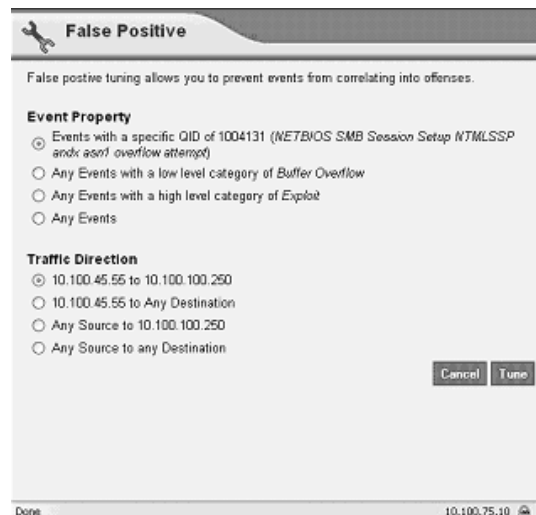 False Positive
False postive tuning allows you to prevent events from correlating into offenses.
Event Property
Events with a specific QID of 1004131 (NETBIOS SMB Session Setup NTMLSSP
andx asn1 overflow attempt)
Any Events with a low level category of Buffer Overflow
Any Events with a high level category of Exploit
Any Events
Traffic Direction
10.100.45.55 to 10.100.100.250
10.100.45.55 to Any Destination
Any Source to 10.100.100.250
Any Source to any Destination
Cancel Tune
Done 10.100.75.10